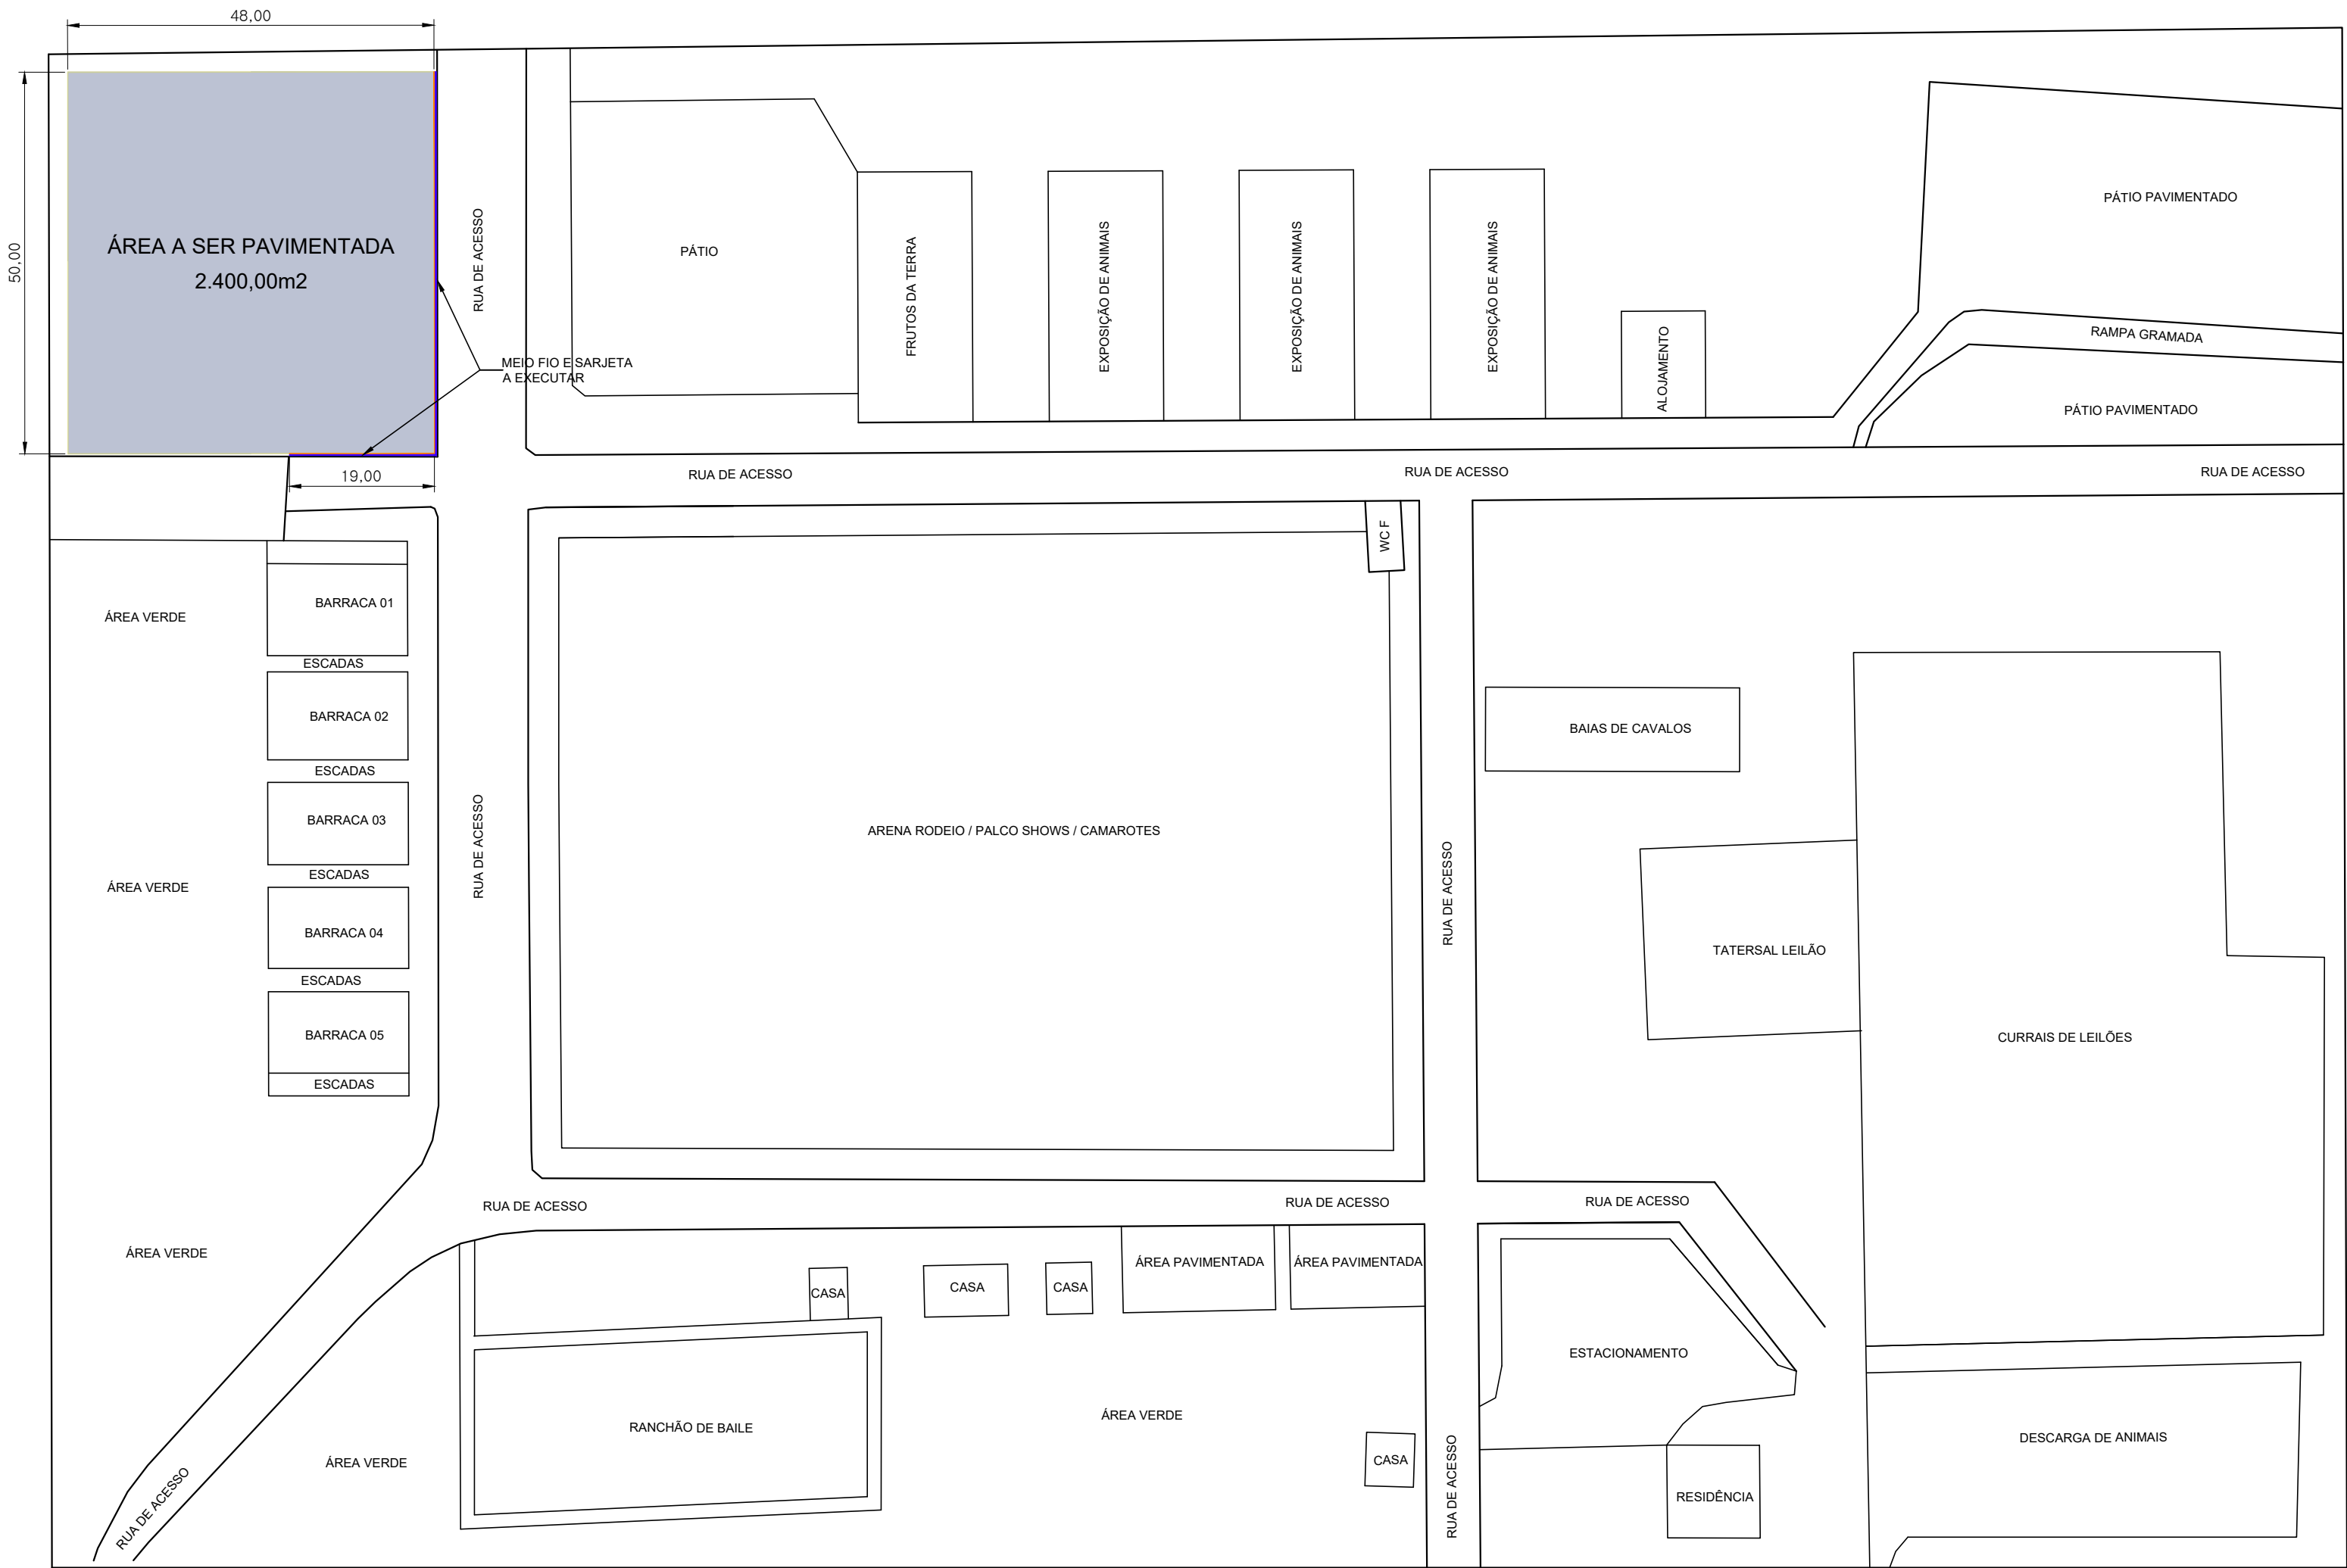 48,00
50,00
ÁREA A SER PAVIMENTADA
2.400,00m2
RUA DE ACESSO
MEIO FIO E SARJETA
A EXECUTAR
19,00
PÁTIO
FRUTOS DA TERRA
EXPOSIÇÃO DE ANIMAIS
EXPOSIÇÃO DE ANIMAIS
EXPOSIÇÃO DE ANIMAIS
ALOJAMENTO
PÁTIO PAVIMENTADO
RAMPA GRAMADA
PÁTIO PAVIMENTADO
RUA DE ACESSO
RUA DE ACESSO
RUA DE ACESSO
WC F
ÁREA VERDE
BARRACA 01
ESCADAS
BARRACA 02
ESCADAS
BARRACA 03
ESCADAS
ÁREA VERDE
BARRACA 04
ESCADAS
BARRACA 05
ESCADAS
RUA DE ACESSO
ARENA RODEIO / PALCO SHOWS / CAMAROTES
RUA DE ACESSO
BAIAS DE CAVALOS
TATERSAL LEILÃO
CURRAIS DE LEILÕES
RUA DE ACESSO
RUA DE ACESSO
RUA DE ACESSO
ÁREA VERDE
CASA
CASA
CASA
ÁREA PAVIMENTADA
ÁREA PAVIMENTADA
ESTACIONAMENTO
RANCHÃO DE BAILE
ÁREA VERDE
ÁREA VERDE
CASA
RUA DE ACESSO
RUA DE ACESSO
RESIDÊNCIA
DESCARGA DE ANIMAIS